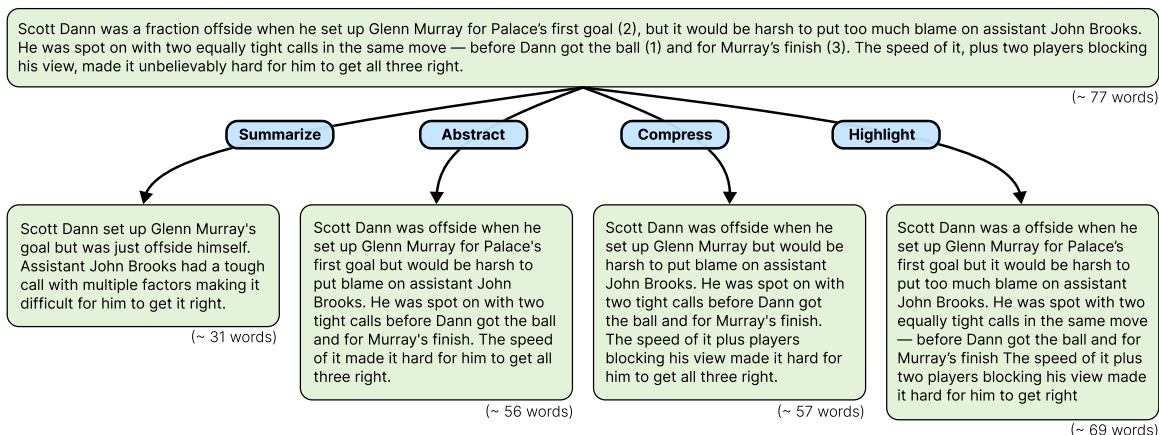 Scott Dann was a fraction offside when he set up Glenn Murray for Palace’s first goal (2), but it would be harsh to put too much blame on assistant John Brooks.
He was spot on with two equally tight calls in the same move — before Dann got the ball (1) and for Murray’s finish (3). The speed of it, plus two players blocking
his view, made it unbelievably hard for him to get all three right.
(~ 77 words)
Summarize
Abstract
Compress
Highlight
Scott Dann set up Glenn Murray's
goal but was just offside himself.
Assistant John Brooks had a tough
call with multiple factors making it
difficult for him to get it right.
(~ 31 words)
Scott Dann was offside when he
set up Glenn Murray for Palace's
first goal but would be harsh to
put blame on assistant John
Brooks. He was spot on with two
tight calls before Dann got the ball
and for Murray's finish. The speed
of it made it hard for him to get all
three right.
(~ 56 words)
Scott Dann was offside when he
set up Glenn Murray but would be
harsh to put blame on assistant
John Brooks. He was spot on with
two tight calls before Dann got
the ball and for Murray's finish.
The speed of it plus players
blocking his view made it hard for
him to get all three right.
(~ 57 words)
Scott Dann was a offside when he
set up Glenn Murray for Palace’s
first goal but it would be harsh to
put too much blame on assistant
John Brooks. He was spot with two
equally tight calls in the same move
— before Dann got the ball and for
Murray’s finish The speed of it plus
two players blocking his view made
it hard for him to get right
(~ 69 words)